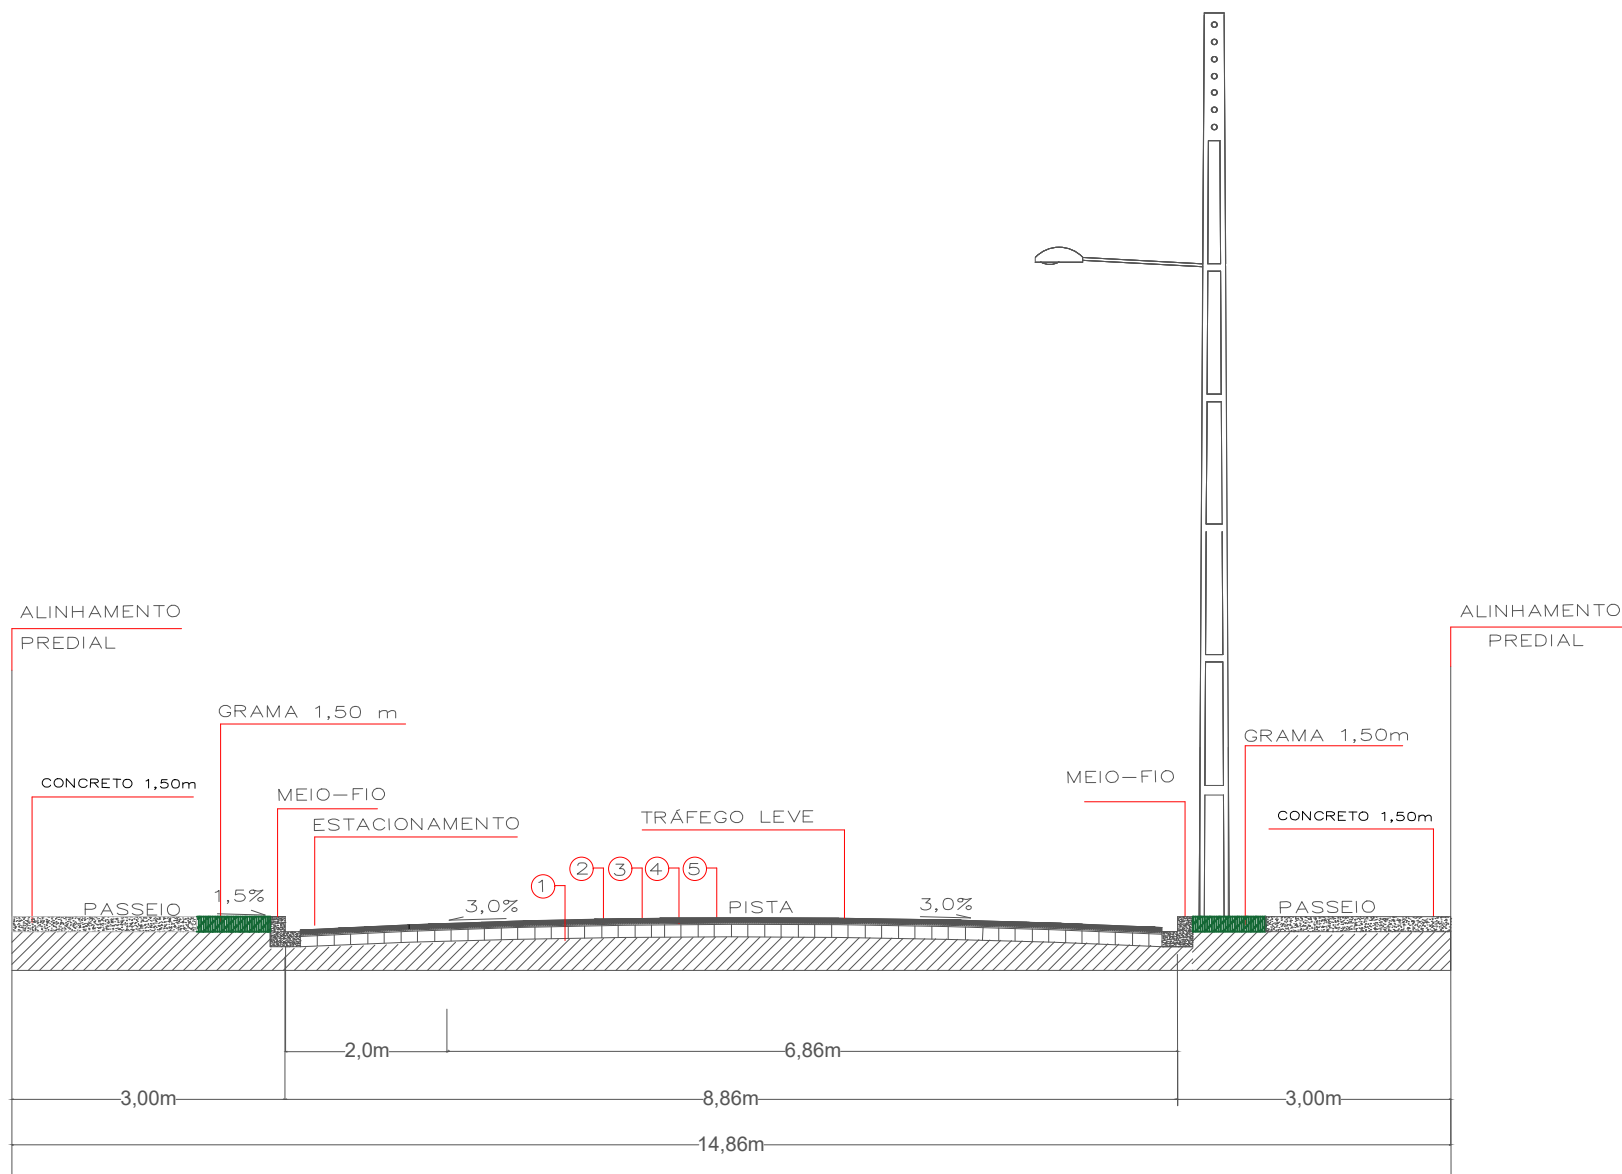 ALINHAMENTO
PREDIAL
ALINHAMENTO
PREDIAL
GRAMA 1,50 m
GRAMA 1,50m
CONCRETO 1,50m
MEIO-FIO
MEIO-FIO
ESTACIONAMENTO
TRÁFEGO LEVE
CONCRETO 1,50m
1
2
3
4
5
PASSEIO
1,5%
3,0%
PISTA
3,0%
PASSEIO
2,0m
6,86m
3,00m
8,86m
3,00m
14,86m